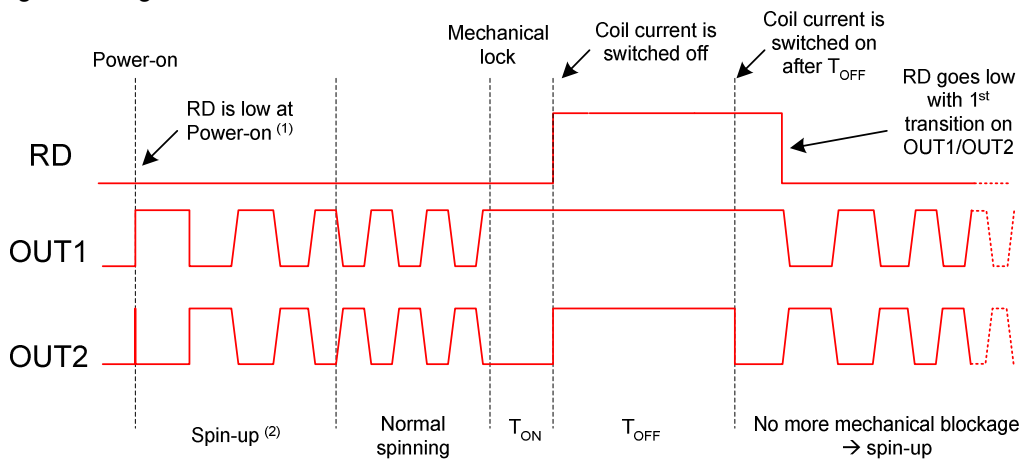 Power-on
RD is low at
Power-on (1)
Mechanical
lock
Coil current is
switched off
Coil current is
switched on
after TOFF
RD goes low
with 1st
transition on
OUT1/OUT2
RD
OUT1
OUT2
Spin-up (2)
Normal
spinning
TON
TOFF
No more mechanical blockage
→ spin-up